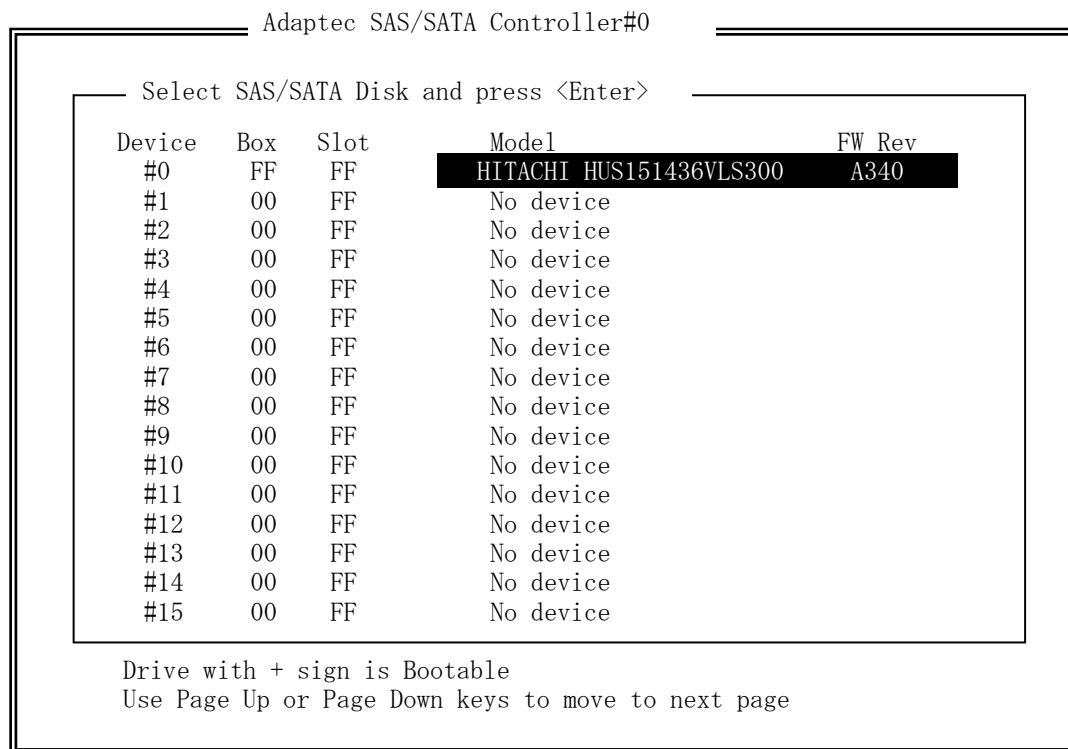 Adaptec SAS/SATA Controller#0
Select SAS/SATA Disk and press <Enter>
Device Box Slot Model FW Rev
#0 FF FF HITACHI HUS151436VLS300 A340
#1 00 FF No device
#2 00 FF No device
#3 00 FF No device
#4 00 FF No device
#5 00 FF No device
#6 00 FF No device
#7 00 FF No device
#8 00 FF No device
#9 00 FF No device
#10 00 FF No device
#11 00 FF No device
#12 00 FF No device
#13 00 FF No device
#14 00 FF No device
#15 00 FF No device
Drive with + sign is Bootable
Use Page Up or Page Down keys to move to next page